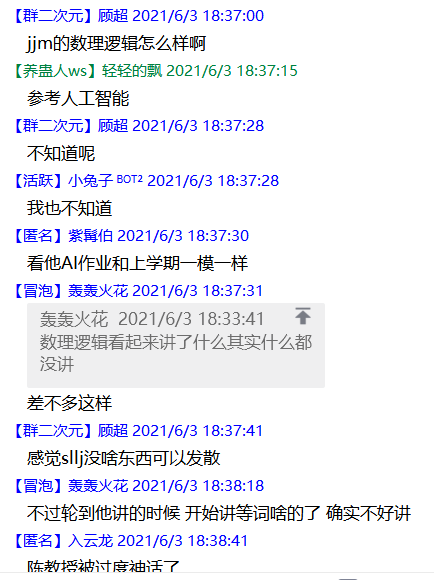 【群二次元】顾超 2021/6/3 18:37:00
jjm的数理逻辑怎么样啊
【养蛊人ws】轻轻的飘 2021/6/3 18:37:15
参考人工智能
【群二次元】顾超 2021/6/3 18:37:28
不知道呢
【活跃】小兔子 BOT² 2021/6/3 18:37:28
我也不知道
【匿名】紫髯伯 2021/6/3 18:37:30
看他AI作业和上学期一模一样
【冒泡】轰轰火花 2021/6/3 18:37:31
轰轰火花 2021/6/3 18:33:41
数理逻辑看起来讲了什么其实什么都
没讲
差不多这样
【群二次元】顾超 2021/6/3 18:37:41
感觉sllj没啥东西可以发散
【冒泡】轰轰火花 2021/6/3 18:38:18
不过轮到他讲的时候 开始讲等词啥的了 确实不好讲
【匿名】入云龙 2021/6/3 18:38:41
陈教授被过度神话了